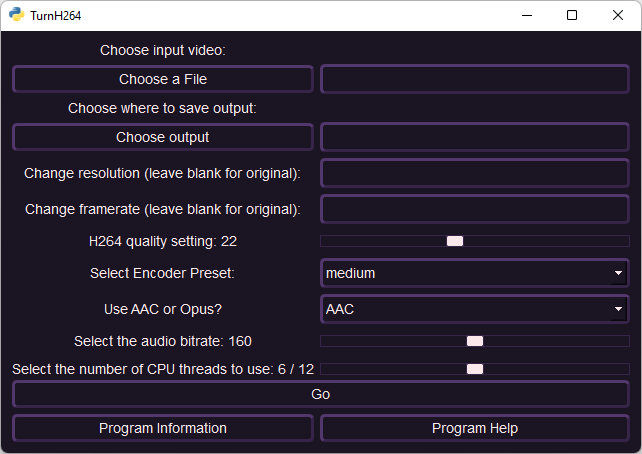 TurnH264
Choose input video:
Choose a File
Choose where to save output:
Choose output
Change resolution (leave blank for original):
Change framerate (leave blank for original):
H264 quality setting: 22
Select Encoder Preset: medium
Use AAC or Opus? AAC
Select the audio bitrate: 160
Select the number of CPU threads to use: 6 / 12
Go
Program Information Program Help